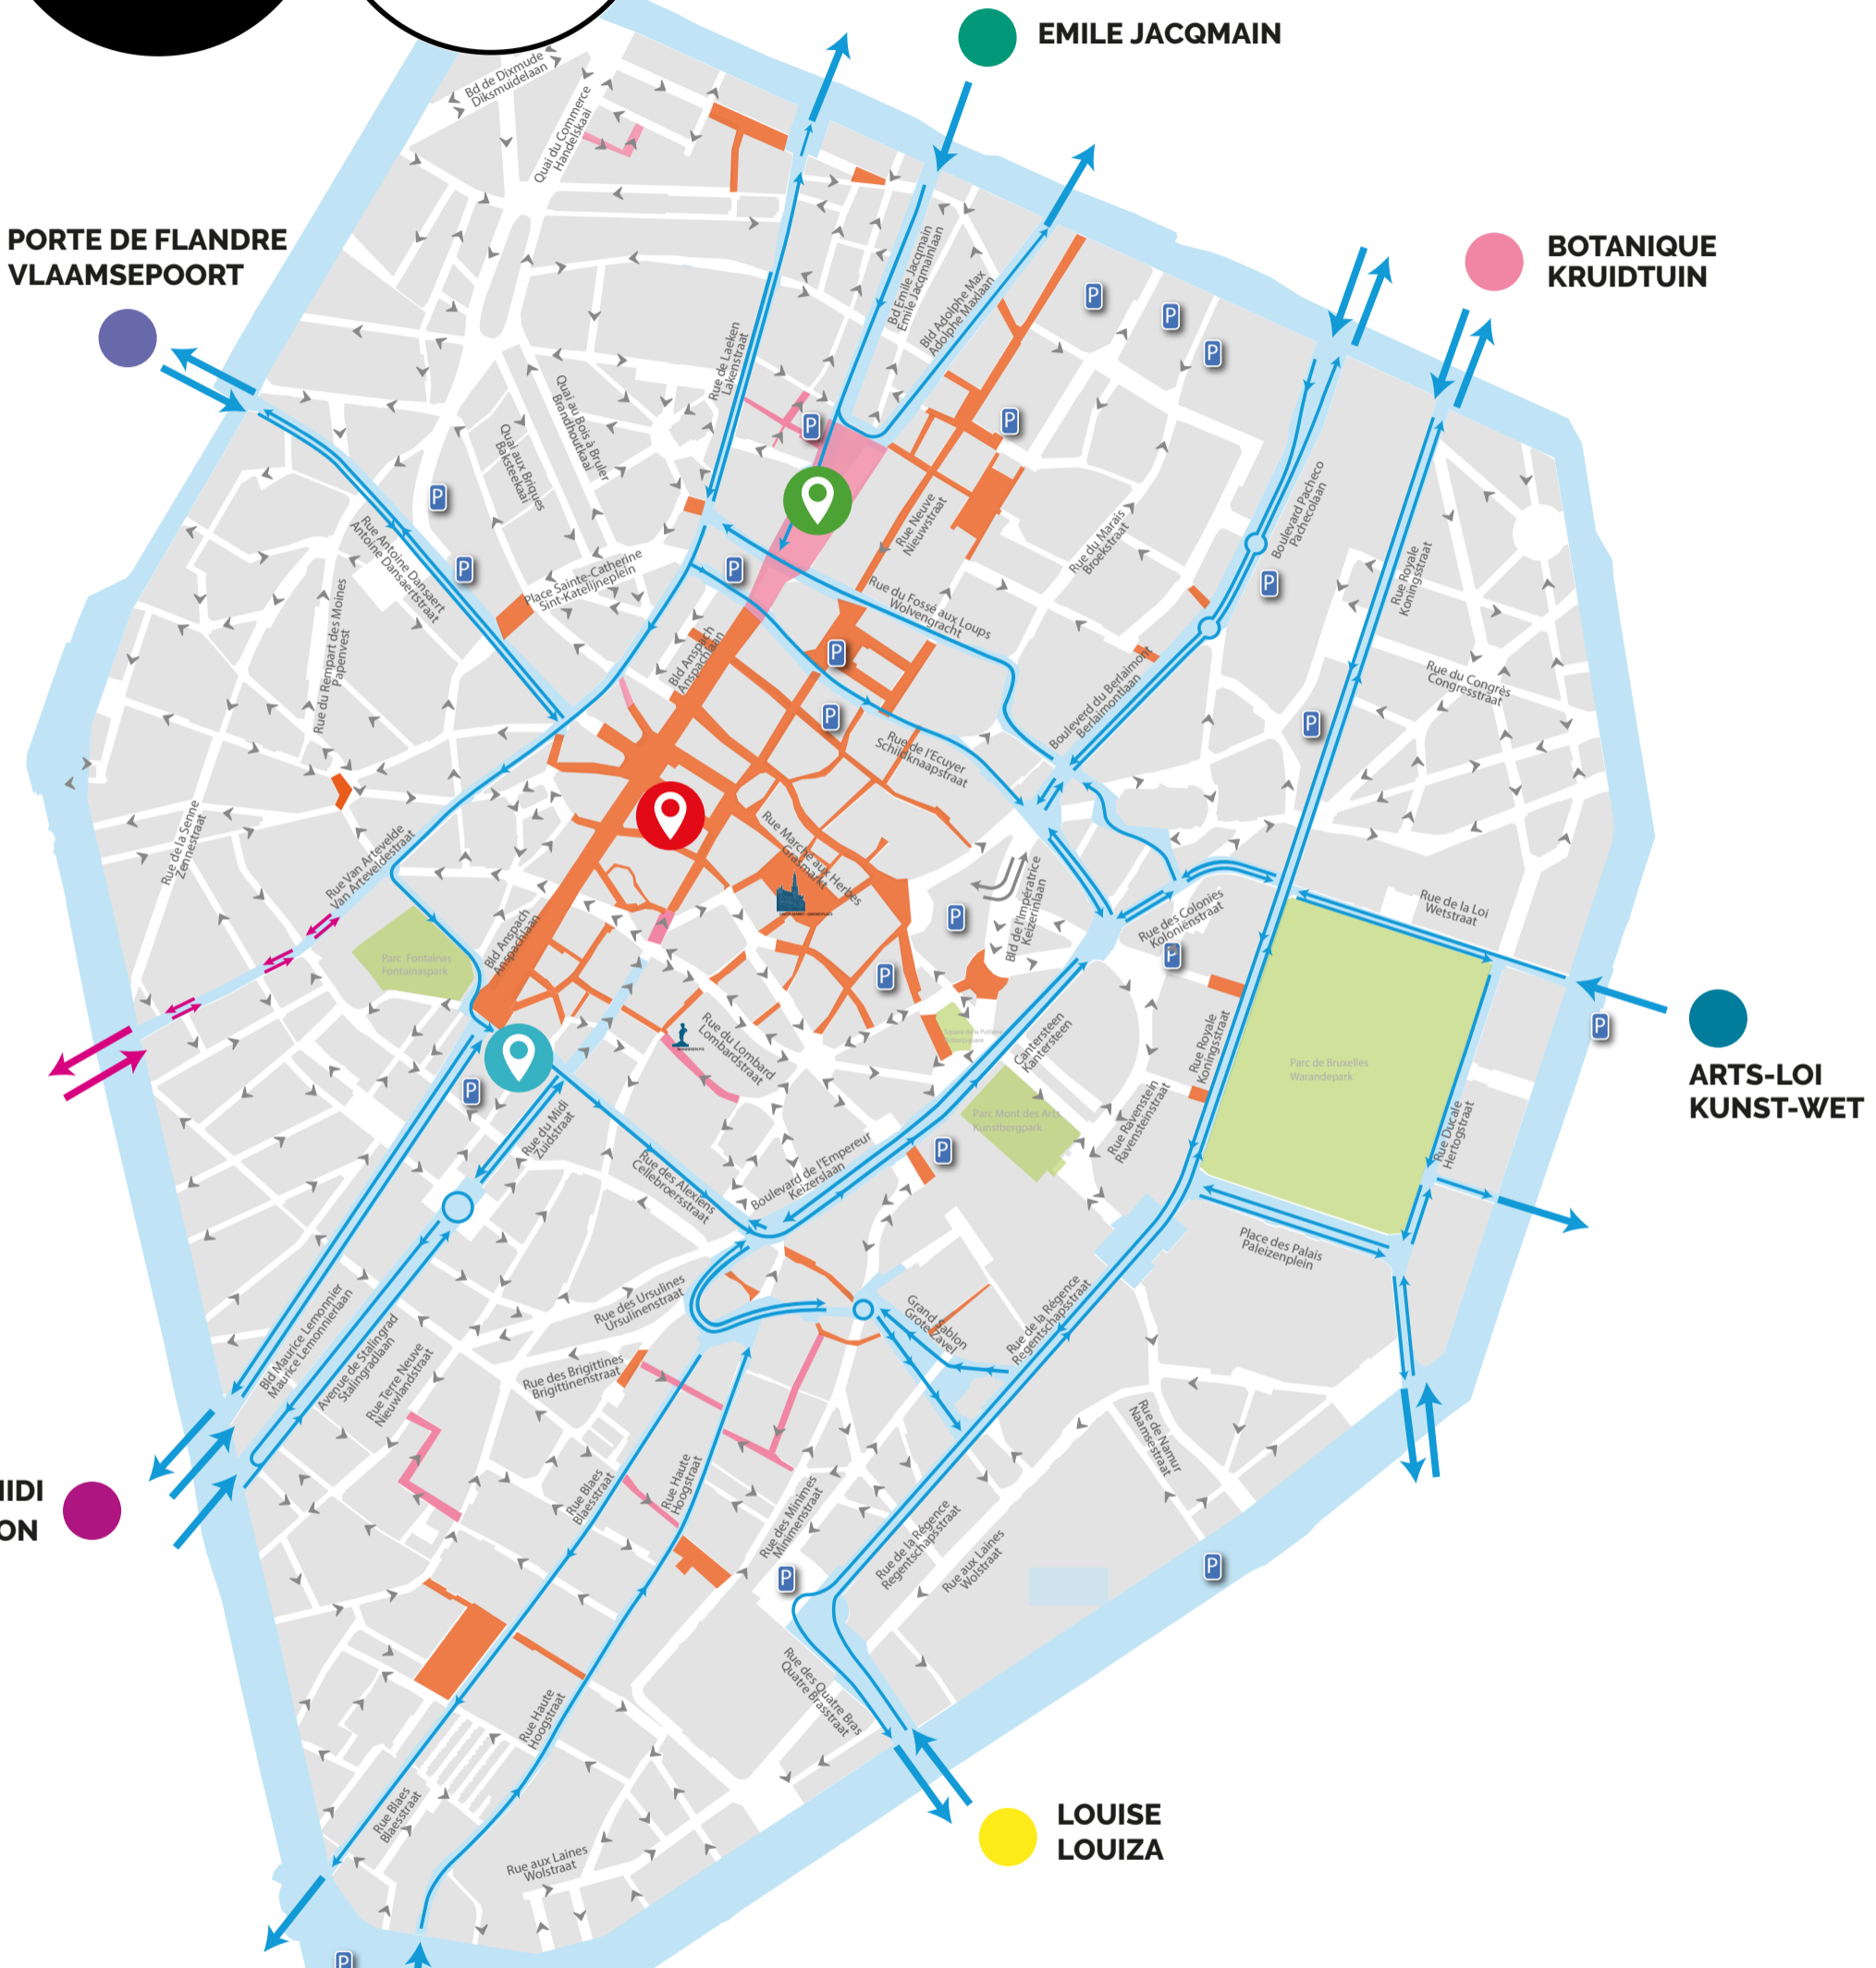 EMILE JACQMAIN
Bd de Dixmude
Diksmuidelaan
Quai du Commerce
Handelskaai
PORTE DE FLANDRE
VLAAMSEPOORT
BOTANIQUE
KRUIDTUIN
Bd Emile Jacqmain
Emile Jacqmainlaan
Bld Adolphe Max
Adolphe Maxlaan
P
P
P
Rue de Laeken
Lakenstraat
Quai au Bois à Bruler
Brandhoutkaai
Quai aux Briques
Baksteekaai
P
P
P
Boulevard Pacheco
Pachecolaan
Rue Neuve
Nieuwstraat
Rue du Marais
Broekstraat
Rue Antoine Dansaert
Antoine Dansaertstraat
P
P
P
Place Sainte-Catherine
Sint-Katelijneplein
Rue Royale
Koningsstraat
Rue du Fossé aux Loups
Wolvengracht
Rue du Rempart des Moines
Papenvest
Bld Anspach
Anspachlaan
P
P
P
Bouleverd du Berlaimont
Berlaimontlaan
Rue du Congrès
Congresstraat
Rue de l'Ecuyer
Schildknaapstraat
Rue de la Senne
Zennestraat
Rue Van Artevelde
Van Arteveldestraat
Rue Marché aux Herbes
Grasmarkt
Bld de l'Impératrice
Keizerinlaan
P
Rue des Colonies
Koloniënstraat
P
Rue de la Loi
Wetstraat
Parc Fontainas
Fontainaspark
Bld Anspach
Anspachlaan
P
P
ARTS-LOI
KUNST-WET
Rue du Lombard
Lombardstraat
Cantersteen
Kantersteen
Rue Royale
Koningstraat
Parc de Bruxelles
Warandepark
P
Rue du Midi
Zuidstraat
Parc Mont des Arts
Kunstbergpark
Rue Ravenstein
Ravensteinstraat
Rue Ducale
Hertogstraat
P
Rue des Alexiens
Cellebroersstraat
Boulevard de l'Empereur
Keizerslaan
Place des Palais
Paleizenplein
Bld Maurice Lemonnier
Maurice Lemonnierlaan
Avenue de Stalingrad
Stalingradlaan
Rue Terre Neuve
Nieuwlandstraat
Rue des Ursulines
Ursulinenstraat
Grand Sablon
Grote Zavel
Rue de la Régence
Regentschapsstraat
Rue des Brigittines
Brigittinenstraat
Rue de Namur
Naamsestraat
IIDI
ON
Rue Blaes
Blaesstraat
Rue Haute
Hoogstraat
Rue des Minimes
Minimenstraat
Rue de la Régence
Regentschapsstraat
Rue aux Laines
Wolstraat
P
P
Rue des Quatre Bras
Quatre Brasstraat
Rue Haute
Hoogstraat
Rue Blaes
Blaesstraat
Rue aux Laines
Wolstraat
LOUISE
LOUIZA
P